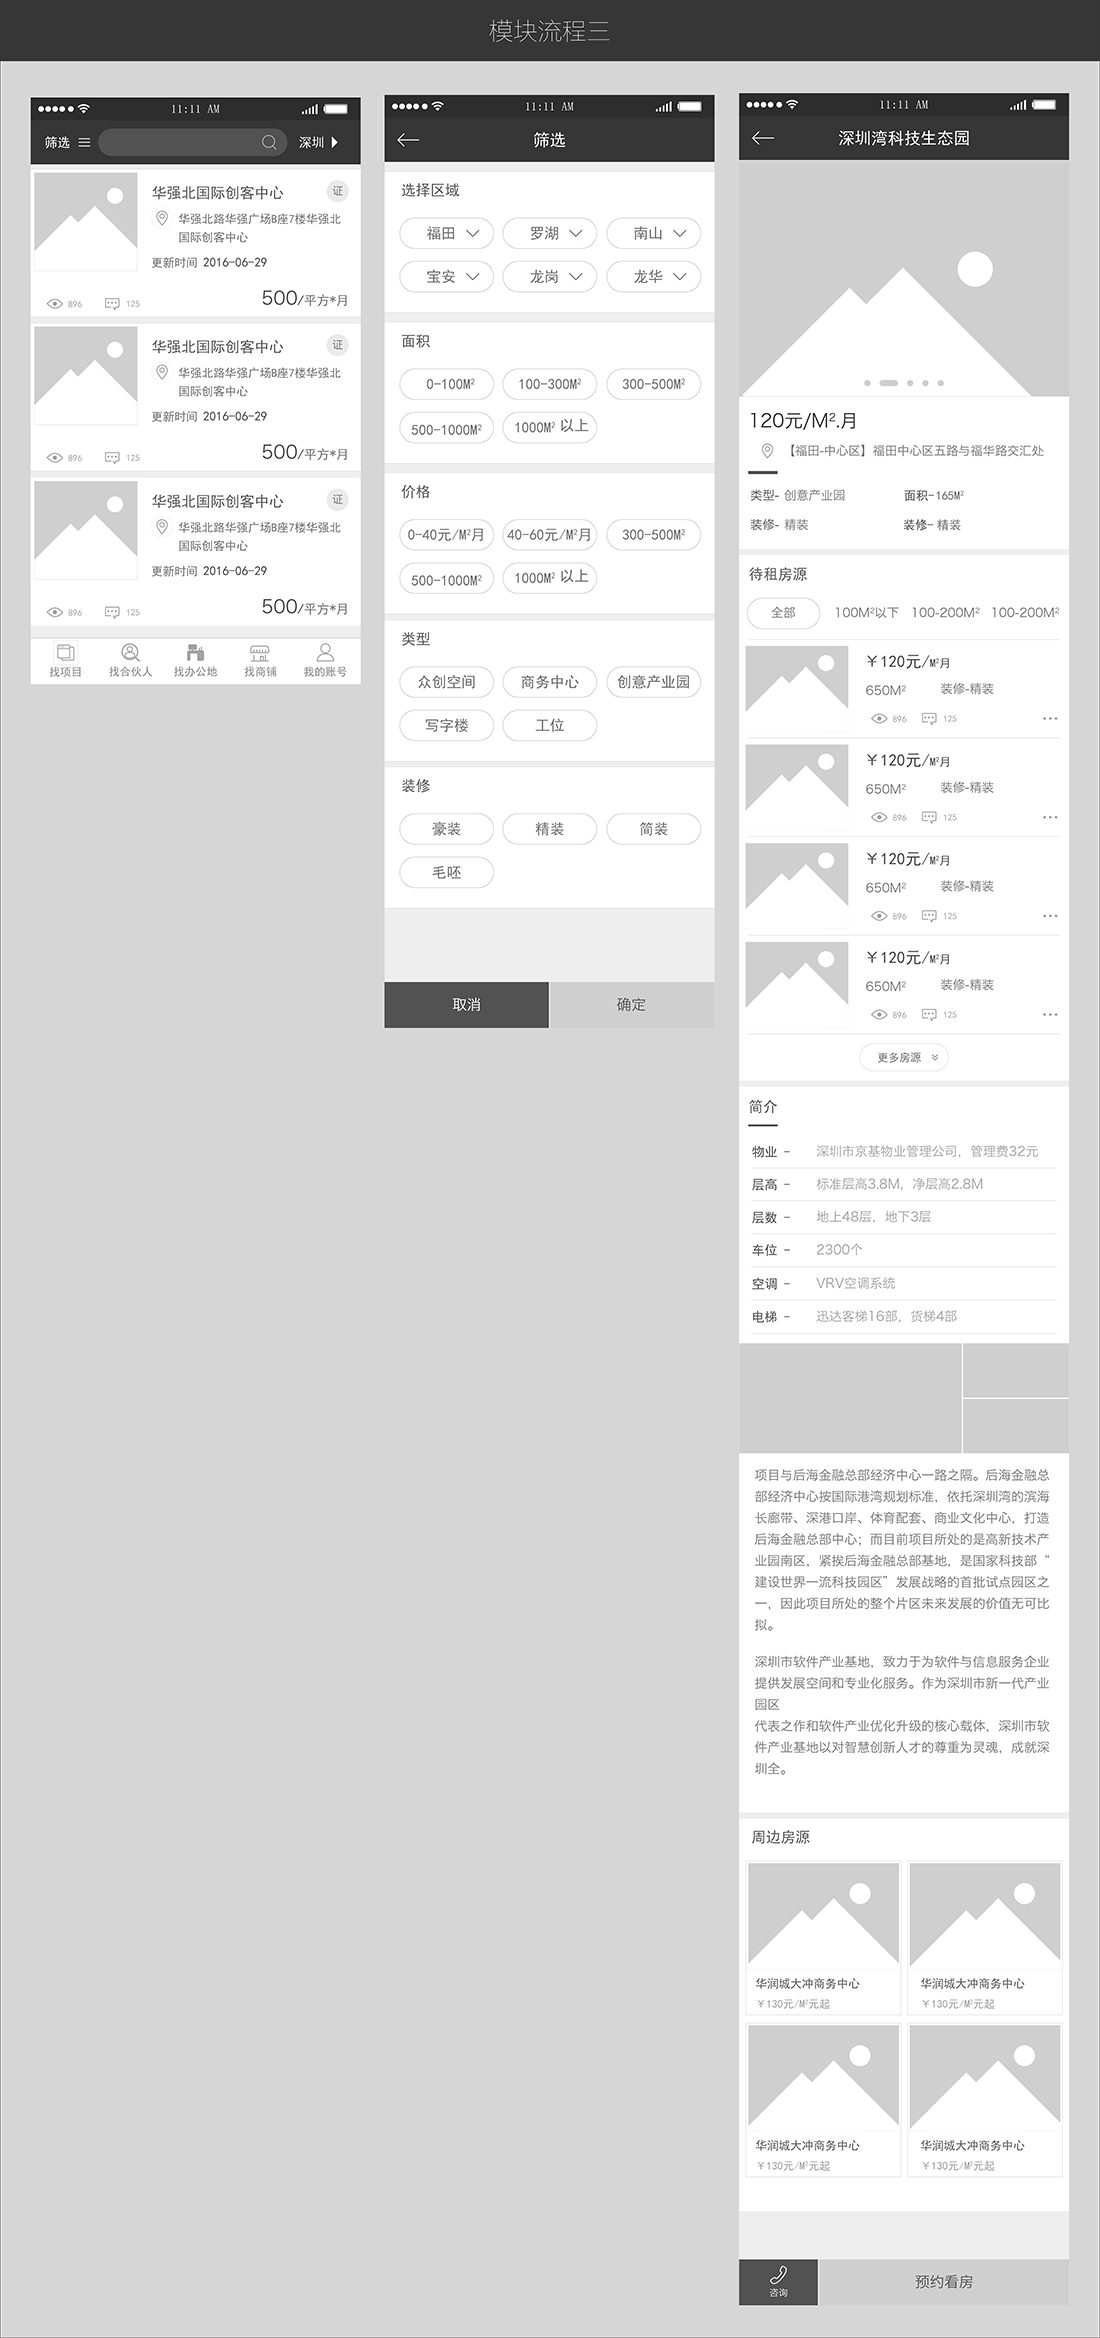 模块流程三
11:11 AM
筛选
深圳
华强北国际创客中心
证
华强北路华强广场B座7楼华强北
国际创客中心
更新时间 2016-06-29
896
125
500/平方*月
华强北国际创客中心
证
华强北路华强广场B座7楼华强北
国际创客中心
更新时间 2016-06-29
896
125
500/平方*月
华强北国际创客中心
证
华强北路华强广场B座7楼华强北
国际创客中心
更新时间 2016-06-29
896
125
500/平方*月
找项目
找合伙人
找办公地
找商铺
我的账号
11:11 AM
筛选
选择区域
福田
罗湖
南山
宝安
龙岗
龙华
面积
0-100M²
100-300M²
300-500M²
500-1000M²
1000M² 以上
价格
0-40元/M²月
40-60元/M²月
300-500M²
500-1000M²
1000M² 以上
类型
众创空间
商务中心
创意产业园
写字楼
工位
装修
豪装
精装
简装
毛呸
取消
确定
11:11 AM
深圳湾科技生态园
120元/M².月
【福田-中心区】福田中心区五路与福华路交汇处
类型- 创意产业园
面积-165M²
装修- 精装
装修- 精装
待租房源
全部
100M²以下
100-200M²
100-200M²
￥120元/M²月
650M²
装修-精装
896
125
￥120元/M²月
650M²
装修-精装
896
125
￥120元/M²月
650M²
装修-精装
896
125
￥120元/M²月
650M²
装修-精装
896
125
更多房源
简介
物业 - 深圳市京基物业管理公司，管理费32元
层高 - 标准层高3.8M，净层高2.8M
层数 - 地上48层，地下3层
车位 - 2300个
空调 - VRV空调系统
电梯 - 迅达客梯16部，货梯4部
项目与后海金融总部经济中心一路之隔。后海金融总
部经济中心按国际港湾规划标准，依托深圳湾的滨海
长廊带、深港口岸、体育配套、商业文化中心，打造
后海金融总部中心；而目前项目所处的是高新技术产
业园南区，紧挨后海金融总部基地，是国家科技部“
建设世界一流科技园区”发展战略的首批试点园区之
一，因此项目所处的整个片区未来发展的价值无可比
拟。
深圳市软件产业基地，致力于为软件与信息服务企业
提供发展空间和专业化服务。作为深圳市新一代产业
园区
代表之作和软件产业优化升级的核心载体，深圳市软
件产业基地以对智慧创新人才的尊重为灵魂，成就深
圳全。
周边房源
华润城大冲商务中心
￥130元/M²元起
华润城大冲商务中心
￥130元/M²元起
华润城大冲商务中心
￥130元/M²元起
华润城大冲商务中心
￥130元/M²元起
咨询
预约看房